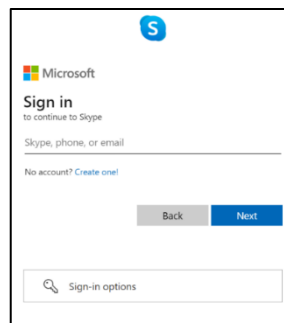 S
Microsoft
Sign in
to continue to Skype
Skype, phone, or email
No account? Create one!
Back Next
Sign-in options